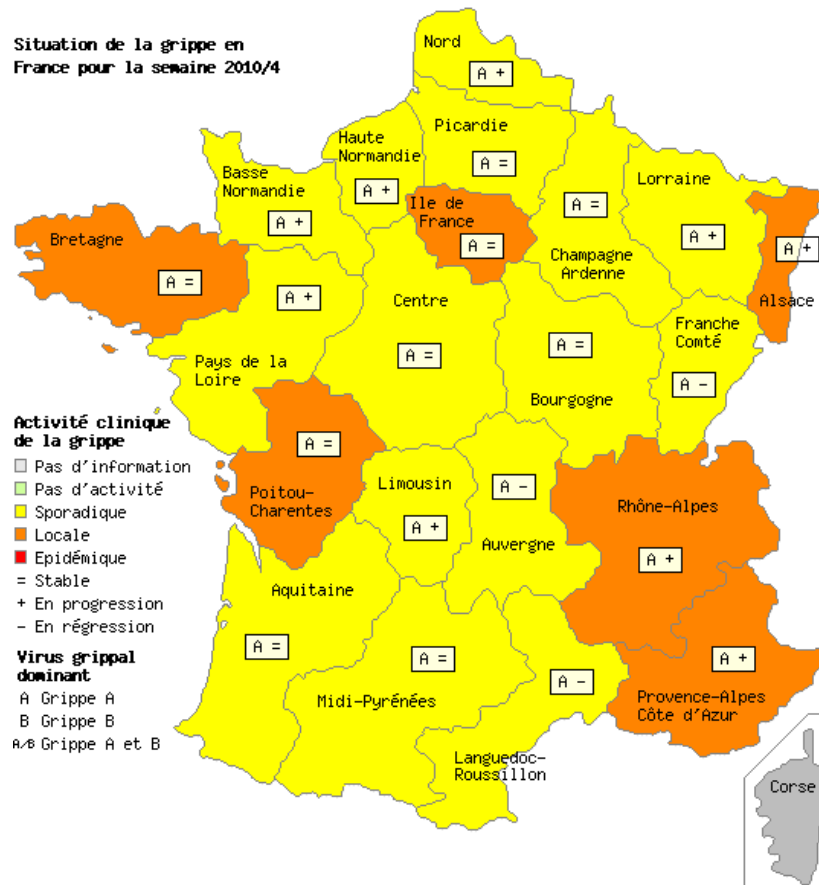 Situation de la grippe en
France pour la semaine 2010/4
Nord
A +
Picardie
A =
Haute
Normandie
A +
Basse
Normandie
A +
Ile de
France
A =
A =
Champagne
Ardenne
Lorraine
A +
A +
Alsace
Bretagne
A =
A +
Pays de la
Loire
Centre
A =
A =
Bourgogne
Franche
Comté
A -
A =
Poitou-
Charentes
Limousin
A +
A -
Auvergne
Rhône-Alpes
A +
Aquitaine
A =
A =
Midi-Pyrénées
A -
Languedoc-
Roussillon
A +
Provence-Alpes
Côte d'Azur
Corse
Activité clinique
de la grippe
Pas d'information
Pas d'activité
Sporadique
Locale
Epidémique
= Stable
+ En progression
- En régression
Virus grippal
dominant
A Grippe A
B Grippe B
A/B Grippe A et B